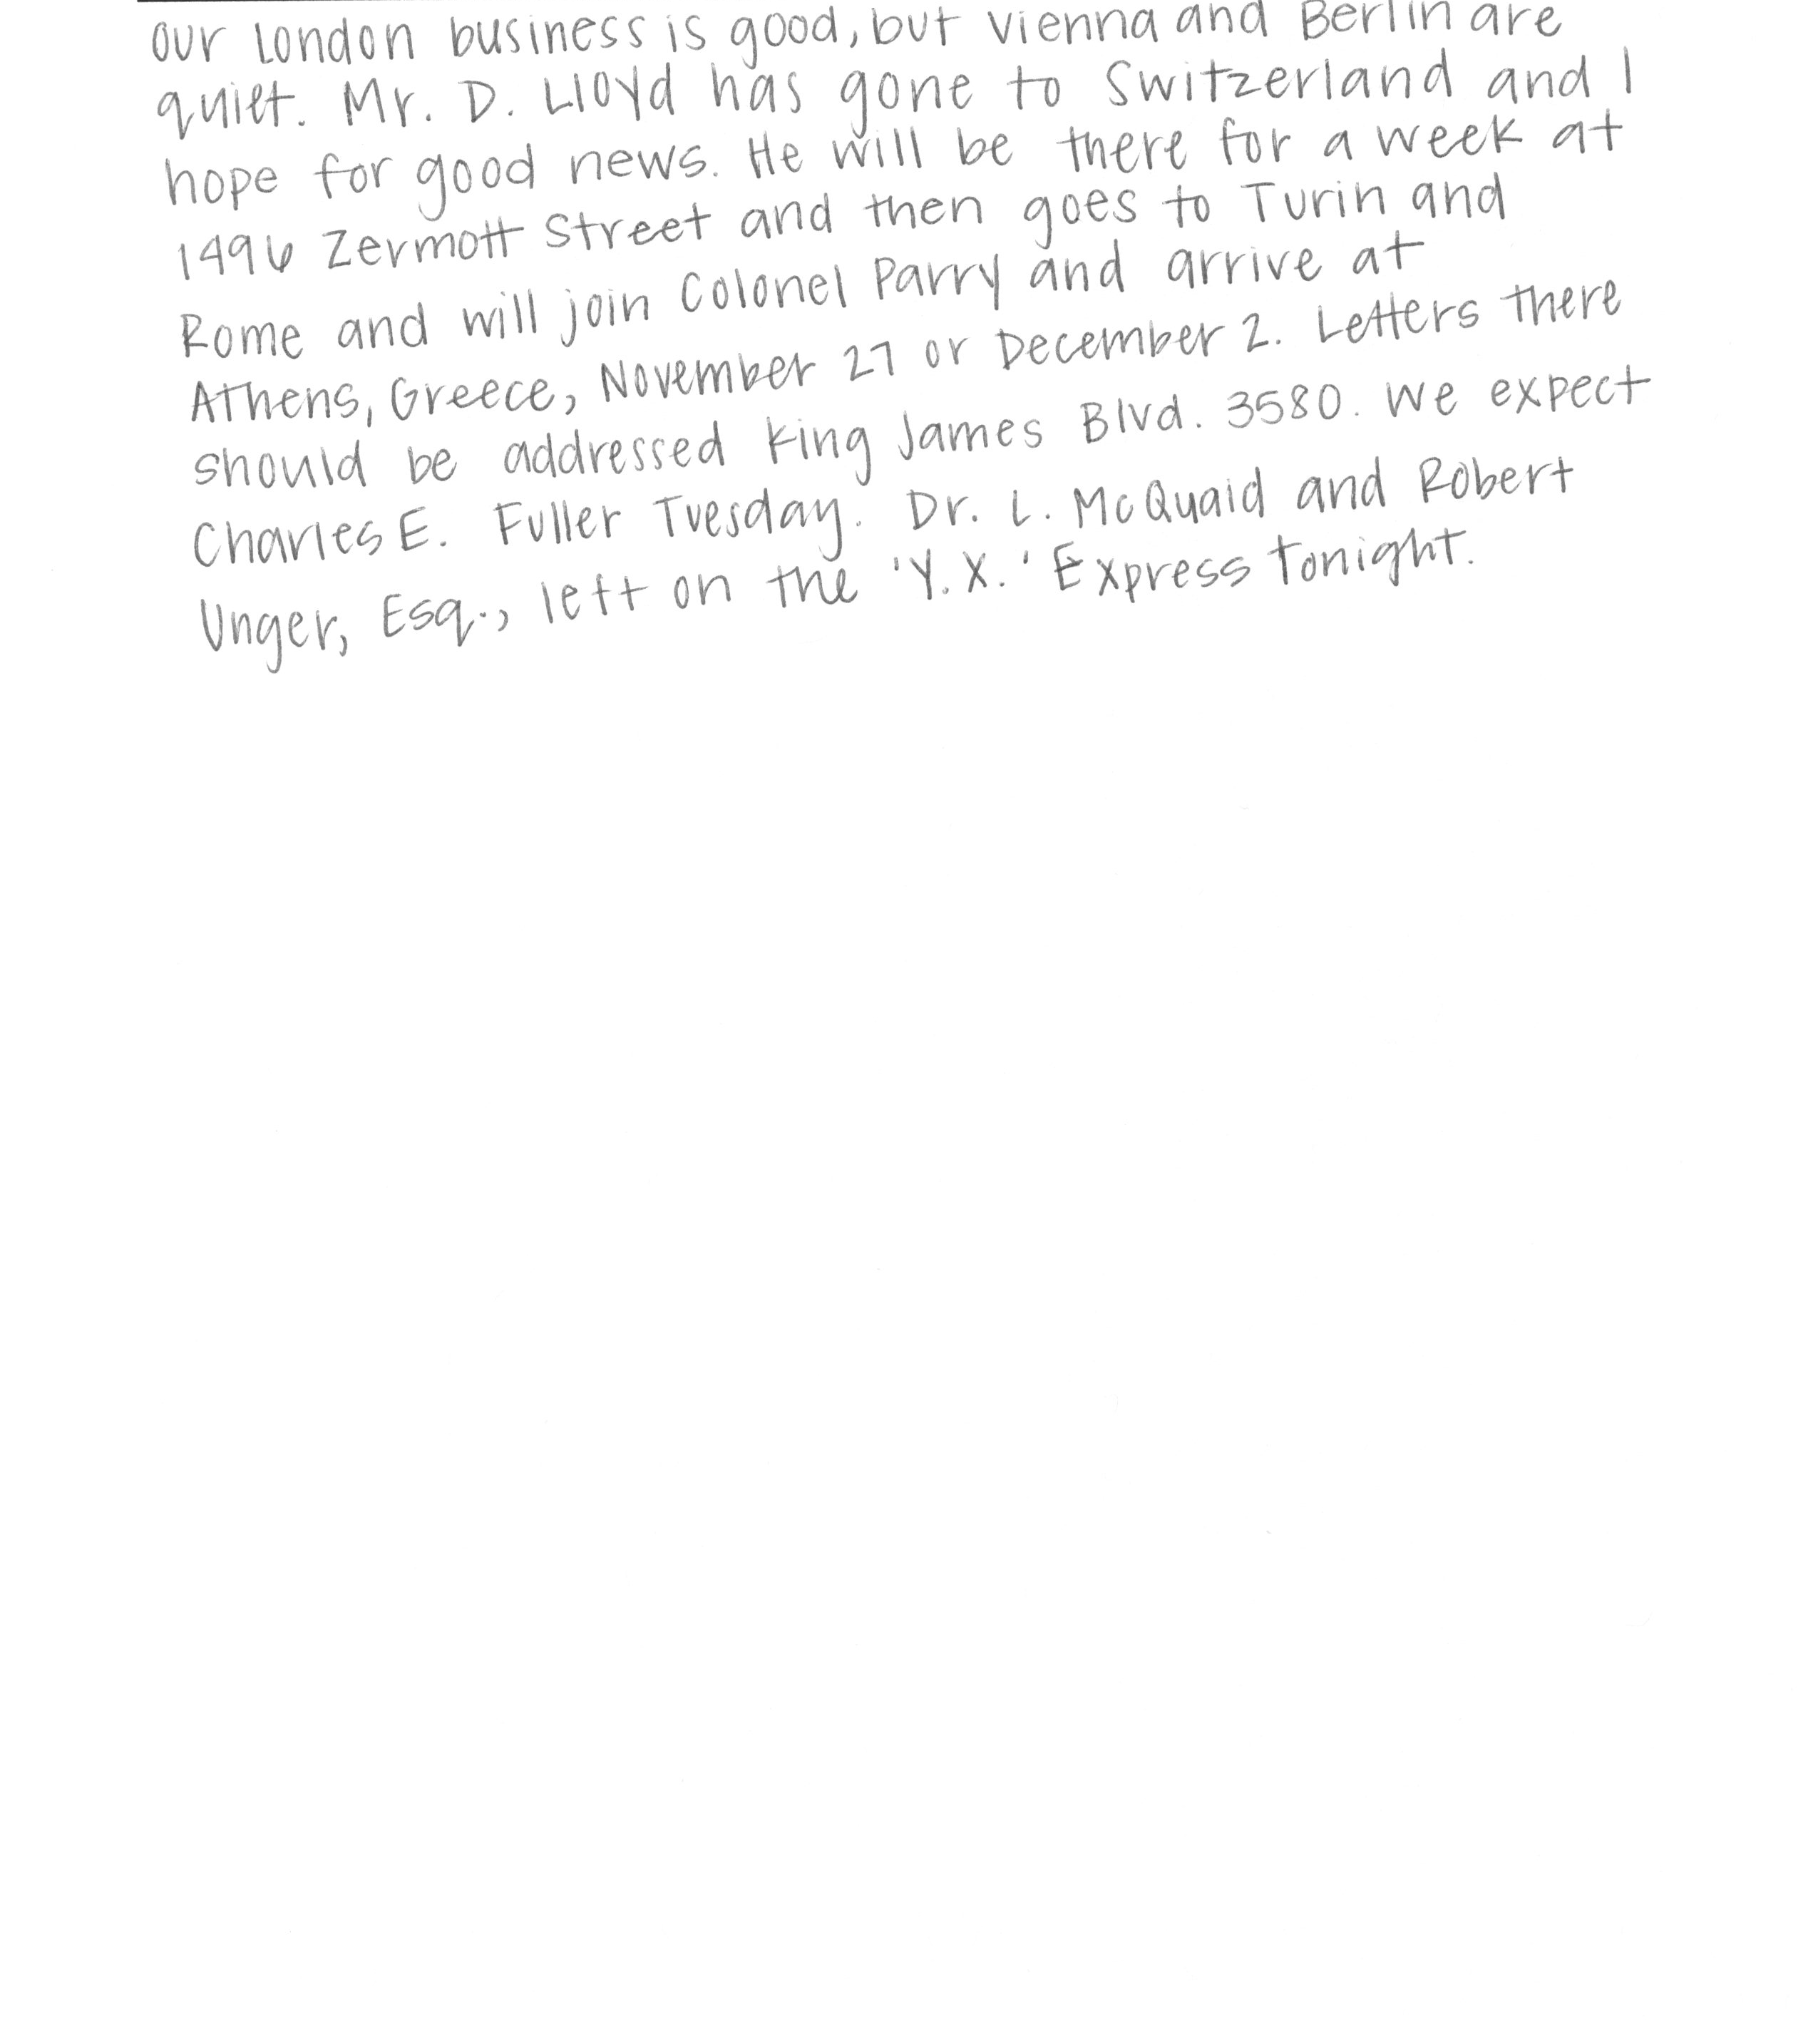 our London business is good, but Vienna and Berlin are
quiet. Mr. D. Lloyd has gone to Switzerland and I
hope for good news. He will be there for a week at
1496 Zermott Street and then goes to Turin and
Rome and will join Colonel Parry and arrive at
Athens, Greece, November 27 or December 2. Letters there
should be addressed King James Blvd. 3580. We expect
Charles E. Fuller Tuesday. Dr. L. McQuaid and Robert
Unger, Esq., left on the 'Y.X.' Express tonight.